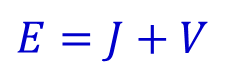 E = J + V